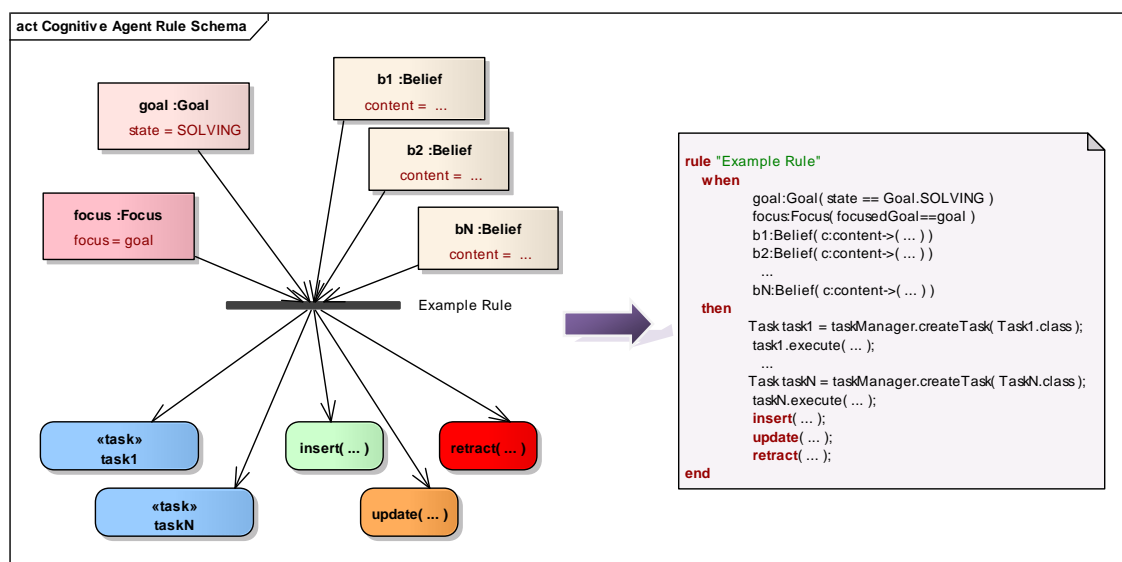 act Cognitive Agent Rule Schema
goal :Goal
state = SOLVING
b1 :Belief
content = ...
b2 :Belief
content = ...
focus :Focus
focus = goal
bN :Belief
content = ...
Example Rule
«task»
task1
insert( ... )
retract( ... )
«task»
taskN
update( ... )
rule "Example Rule"
when
goal:Goal( state == Goal.SOLVING )
focus:Focus( focusedGoal==goal )
b1:Belief( c:content->( ... ) )
b2:Belief( c:content->( ... ) )
...
bN:Belief( c:content->( ... ) )
then
Task task1 = taskManager.createTask( Task1.class);
task1.execute( ... );
...
Task taskN = taskManager.createTask( TaskN.class);
taskN.execute( ... );
insert( ... );
update( ... );
retract( ... );
end